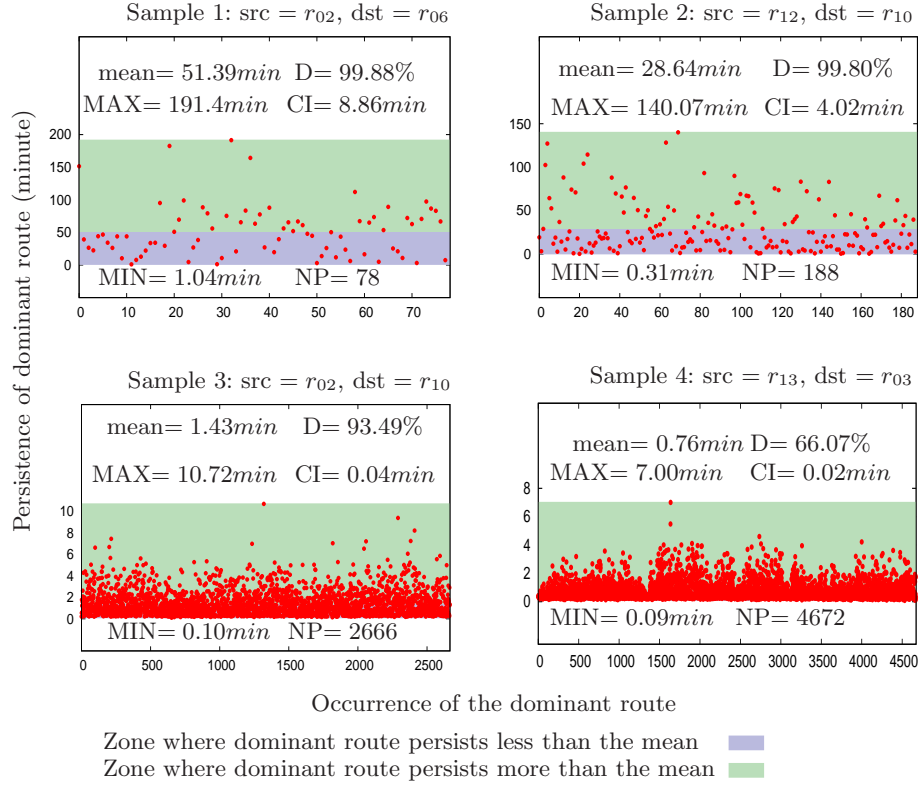 Sample 1: src = r02, dst = r06
mean= 51.39min D= 99.88%
MAX= 191.4min CI= 8.86min
200
150
100
50
0
MIN= 1.04min NP= 78
0 10 20 30 40 50 60 70
Sample 2: src = r12, dst = r10
mean= 28.64min D= 99.80%
MAX= 140.07min CI= 4.02min
150
100
50
0
MIN= 0.31min NP= 188
0 20 40 60 80 100 120 140 160 180
Persistence of dominant route (minute)
Sample 3: src = r02, dst = r10
mean= 1.43min D= 93.49%
MAX= 10.72min CI= 0.04min
10
8
6
4
2
0
MIN= 0.10min NP= 2666
0 500 1000 1500 2000 2500
Sample 4: src = r13, dst = r03
mean= 0.76min D= 66.07%
MAX= 7.00min CI= 0.02min
8
6
4
2
0
MIN= 0.09min NP= 4672
0 500 1000 1500 2000 2500 3000 3500 4000 4500
Occurrence of the dominant route
Zone where dominant route persists less than the mean
Zone where dominant route persists more than the mean